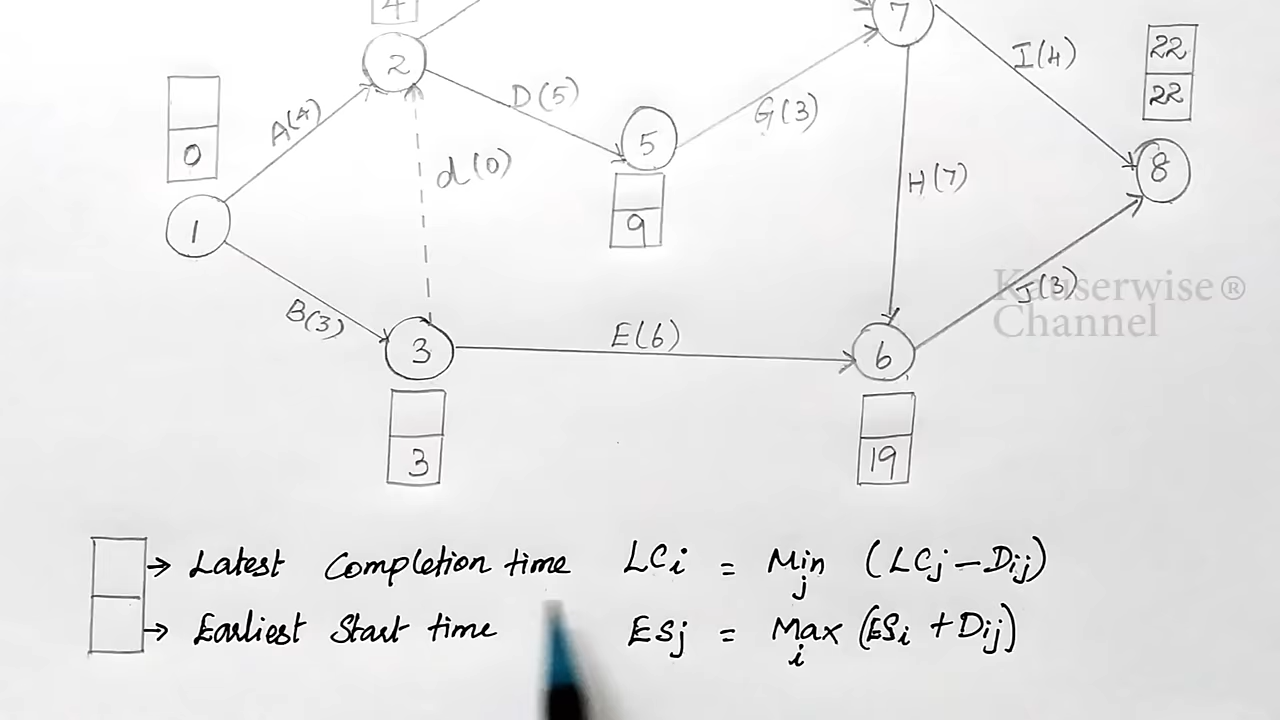 4
7
2
I(4)
22
22
D(5)
A(4)
G(3)
5
0
d(0)
8
H(7)
9
1
Kauserwise®
Channel
J(3)
B(3)
E(6)
3
6
3
19
Latest Completion time LCi = Min j (LCj - Dij)
Earliest Start time ESj = Max i (ESi + Dij)